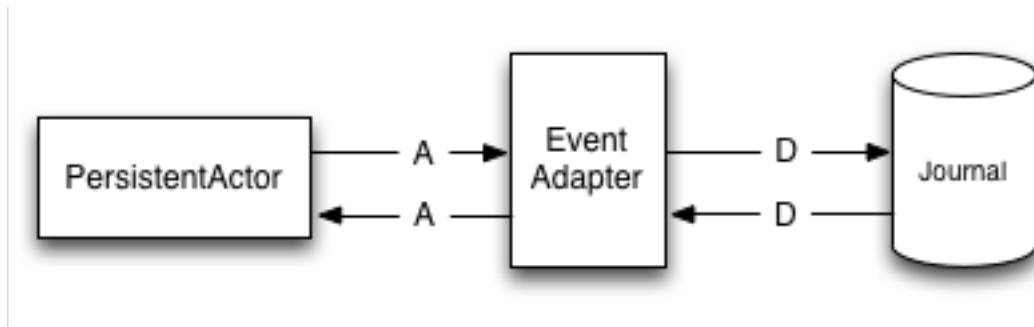 PersistentActor
A
A
Event
Adapter
D
D
Journal